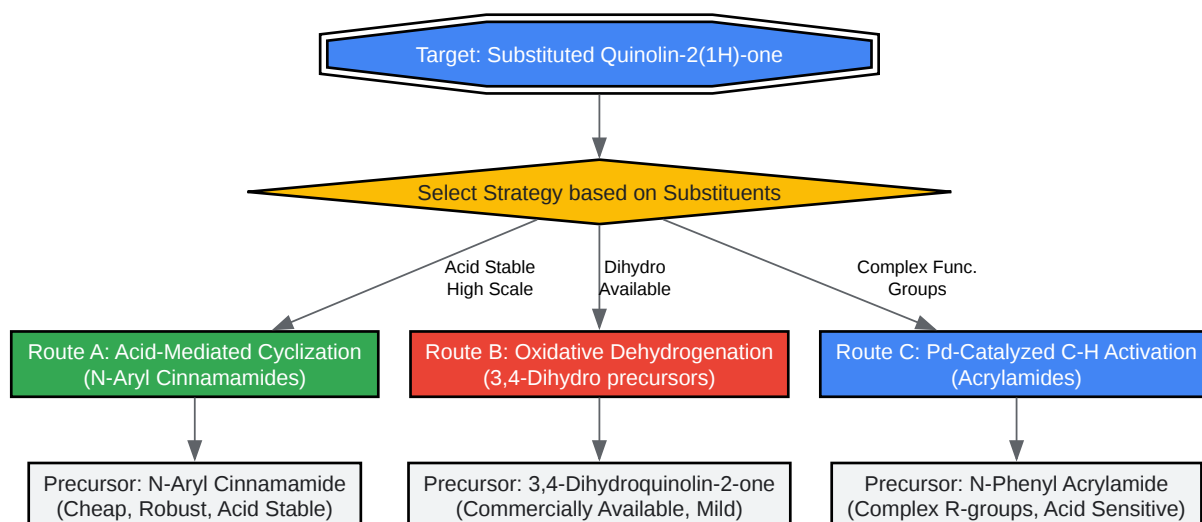 Target: Substituted Quinolin-2(1H)-one
Select Strategy based on Substituents
Acid Stable
High Scale
Dihydro
Available
Complex Func.
Groups
Route A: Acid-Mediated Cyclization
(N-Aryl Cinnamamides)
Route B: Oxidative Dehydrogenation
(3,4-Dihydro precursors)
Route C: Pd-Catalyzed C-H Activation
(Acrylamides)
Precursor: N-Aryl Cinnamamide
(Cheap, Robust, Acid Stable)
Precursor: 3,4-Dihydroquinolin-2-one
(Commercially Available, Mild)
Precursor: N-Phenyl Acrylamide
(Complex R-groups, Acid Sensitive)